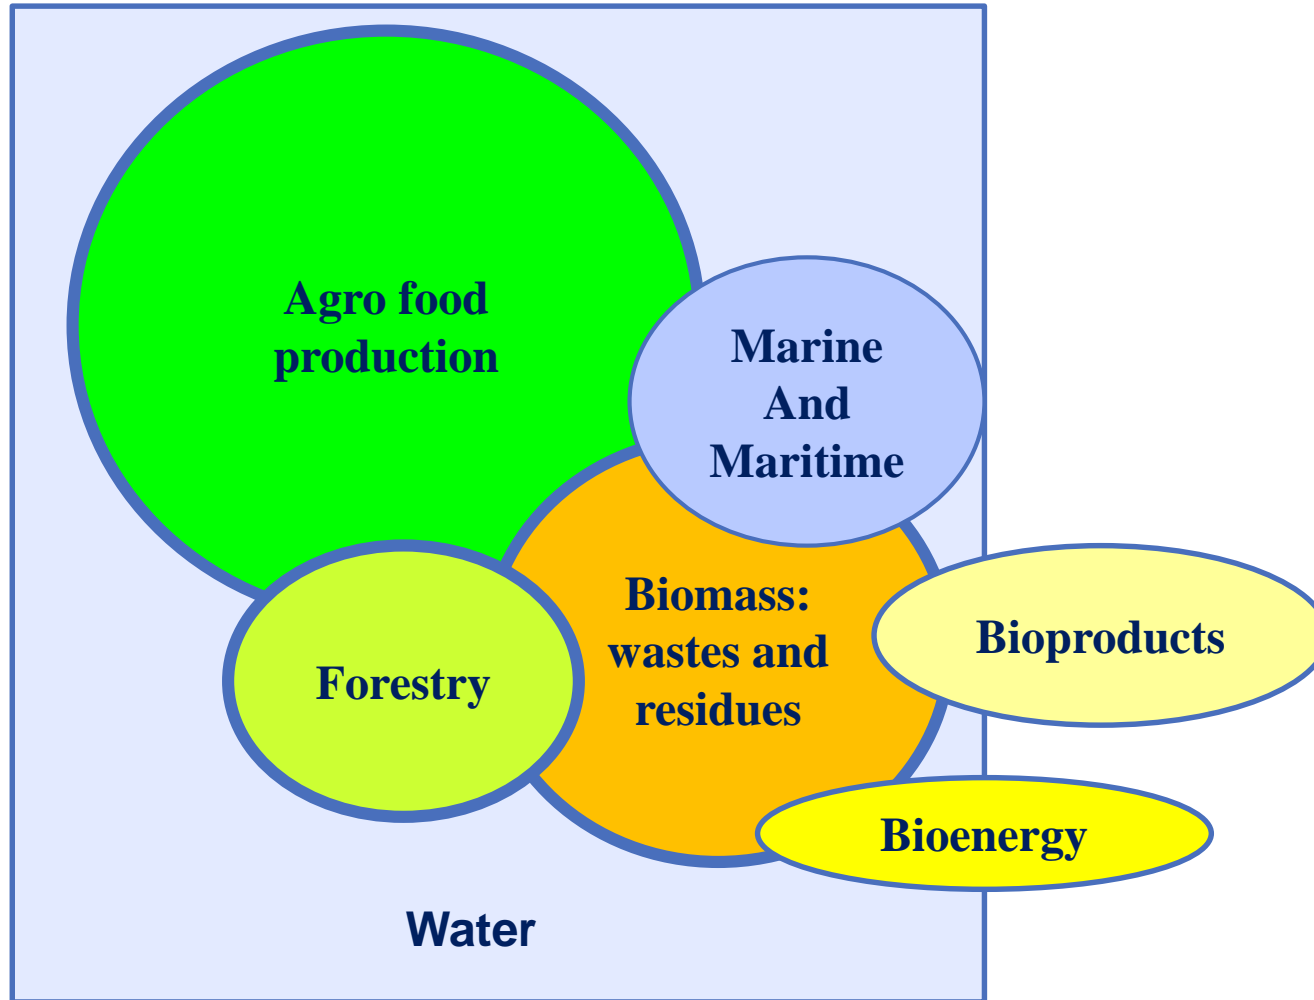 Agro food
production
Marine
And
Maritime
Biomass:
wastes and
residues
Bioproducts
Forestry
Bioenergy
Water